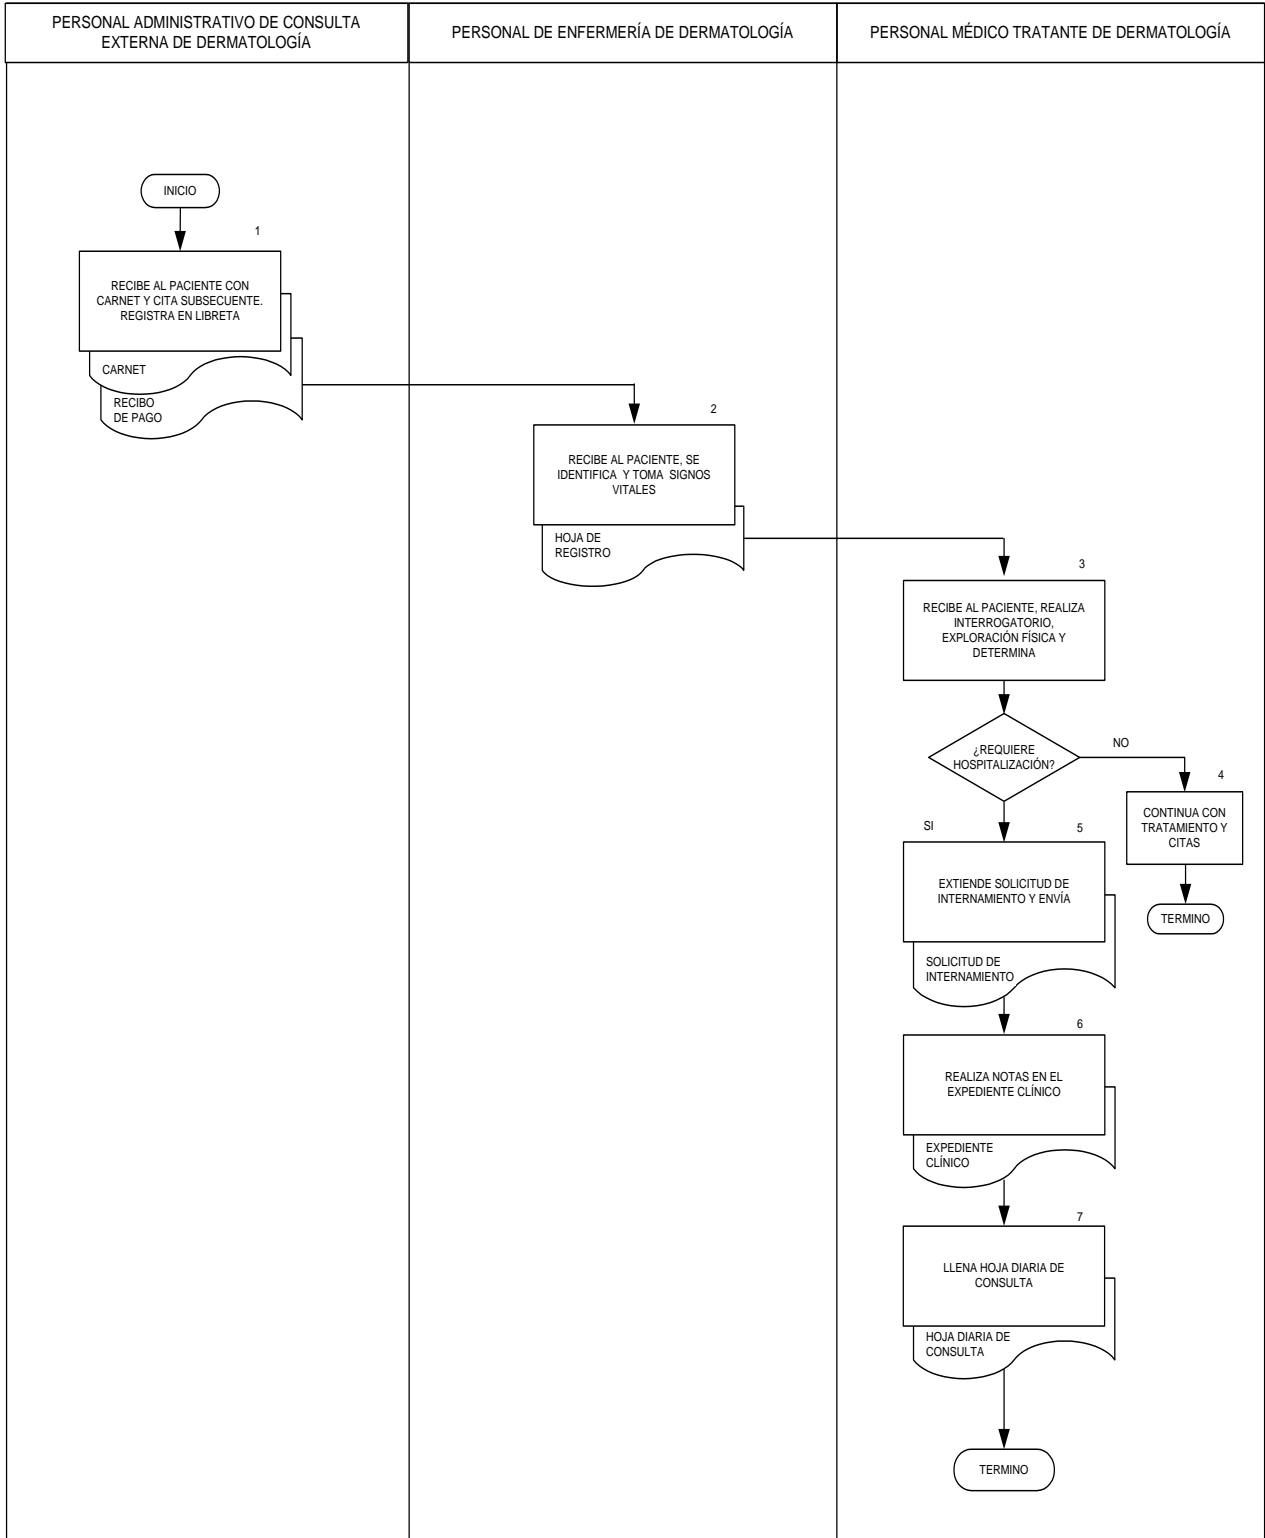 PERSONAL ADMINISTRATIVO DE CONSULTA
EXTERNA DE DERMATOLOGÍA
PERSONAL DE ENFERMERÍA DE DERMATOLOGÍA
PERSONAL MÉDICO TRATANTE DE DERMATOLOGÍA
INICIO
1
RECIBE AL PACIENTE CON
CARNET Y CITA SUBSECUENTE.
REGISTRA EN LIBRETA
CARNET
RECIBO
DE PAGO
2
RECIBE AL PACIENTE, SE
IDENTIFICA Y TOMA SIGNOS
VITALES
HOJA DE
REGISTRO
3
RECIBE AL PACIENTE, REALIZA
INTERROGATORIO,
EXPLORACIÓN FÍSICA Y
DETERMINA
¿REQUIERE
HOSPITALIZACIÓN?
NO
4
CONTINUA CON
TRATAMIENTO Y
CITAS
TERMINO
SI
5
EXTIENDE SOLICITUD DE
INTERNAMIENTO Y ENVÍA
SOLICITUD DE
INTERNAMIENTO
6
REALIZA NOTAS EN EL
EXPEDIENTE CLÍNICO
EXPEDIENTE
CLÍNICO
7
LLENA HOJA DIARIA DE
CONSULTA
HOJA DIARIA DE
CONSULTA
TERMINO